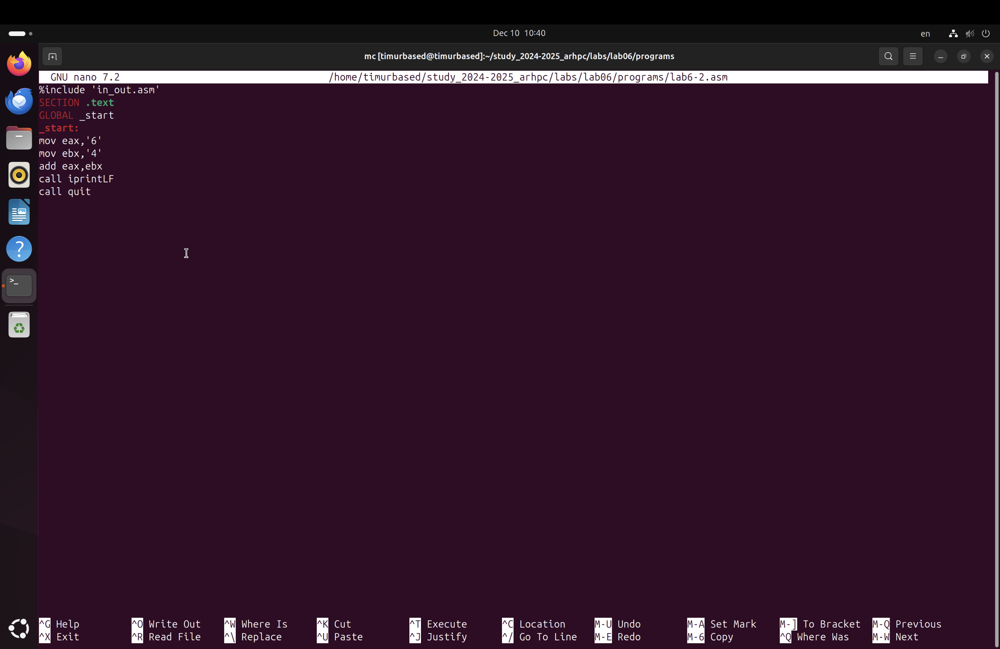 Dec 10 10:40
en
mc [timurbased@timurbased]:~/study_2024-2025_arhpc/labs/lab06/programs
GNU nano 7.2 /home/timurbased/study_2024-2025_arhpc/labs/lab06/programs/lab6-2.asm
%include 'in_out.asm'
SECTION .text
GLOBAL _start
_start:
mov eax,'6'
mov ebx,'4'
add eax,ebx
call iprintLF
call quit
^G Help ^O Write Out ^W Where Is ^K Cut ^T Execute ^C Location M-U Undo M-A Set Mark M-] To Bracket M-Q Previous
^X Exit ^R Read File ^\ Replace ^U Paste ^J Justify ^/ Go To Line M-E Redo M-6 Copy ^Q Where Was M-W Next